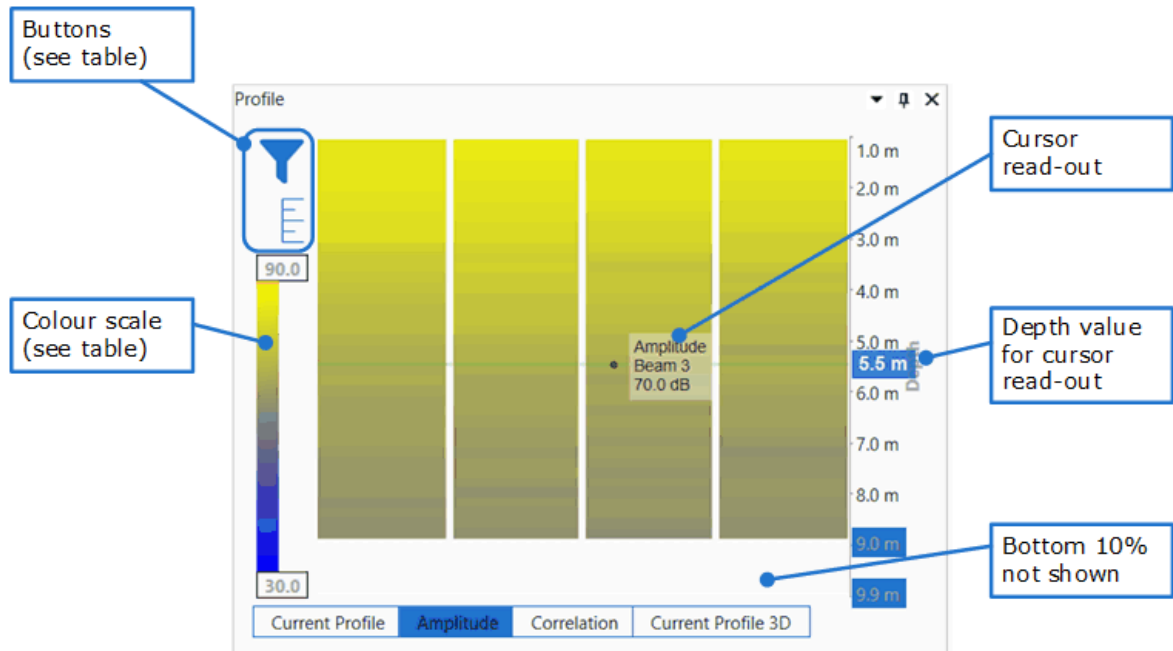 Buttons
(see table)
Profile
Cursor
read-out
1.0 m
2.0 m
3.0 m
90.0
4.0 m
Colour scale
(see table)
Amplitude
Beam 3
70.0 dB
5.0 m
5.5 m
Depth
6.0 m
Depth value
for cursor
read-out
7.0 m
8.0 m
9.0 m
Bottom 10%
not shown
30.0
9.9 m
Current Profile
Amplitude
Correlation
Current Profile 3D